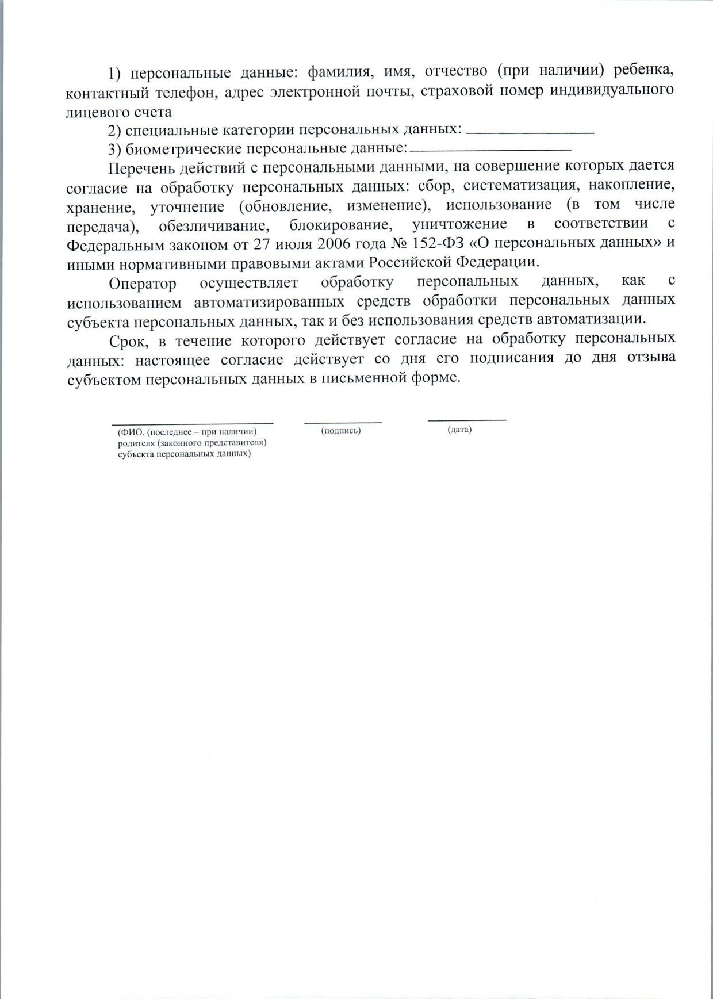 1) персональные данные: фамилия, имя, отчество (при наличии) ребенка,
контактный телефон, адрес электронной почты, страховой номер индивидуального
лицевого счета
2) специальные категории персональных данных:
3) биометрические персональные данные:
Перечень действий с персональными данными, на совершение которых дается
согласие на обработку персональных данных: сбор, систематизация, накопление,
хранение, уточнение (обновление, изменение), использование (в том числе
передача), обезличивание, блокирование, уничтожение в соответствии с
Федеральным законом от 27 июля 2006 года № 152-ФЗ «О персональных данных» и
иными нормативными правовыми актами Российской Федерации.
Оператор осуществляет обработку персональных данных, как с
использованием автоматизированных средств обработки персональных данных
субъекта персональных данных, так и без использования средств автоматизации.
Срок, в течение которого действует согласие на обработку персональных
данных: настоящее согласие действует со дня его подписания до дня отзыва
субъектом персональных данных в письменной форме.
(ФИО. (последнее – при наличии) (подпись) (дата)
родителя (законного представителя)
субъекта персональных данных)